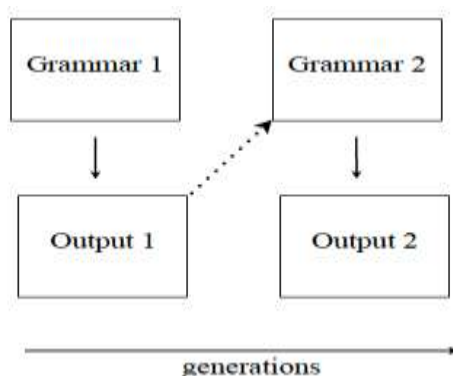 Grammar 1
Grammar 2
Output 1
Output 2
generations